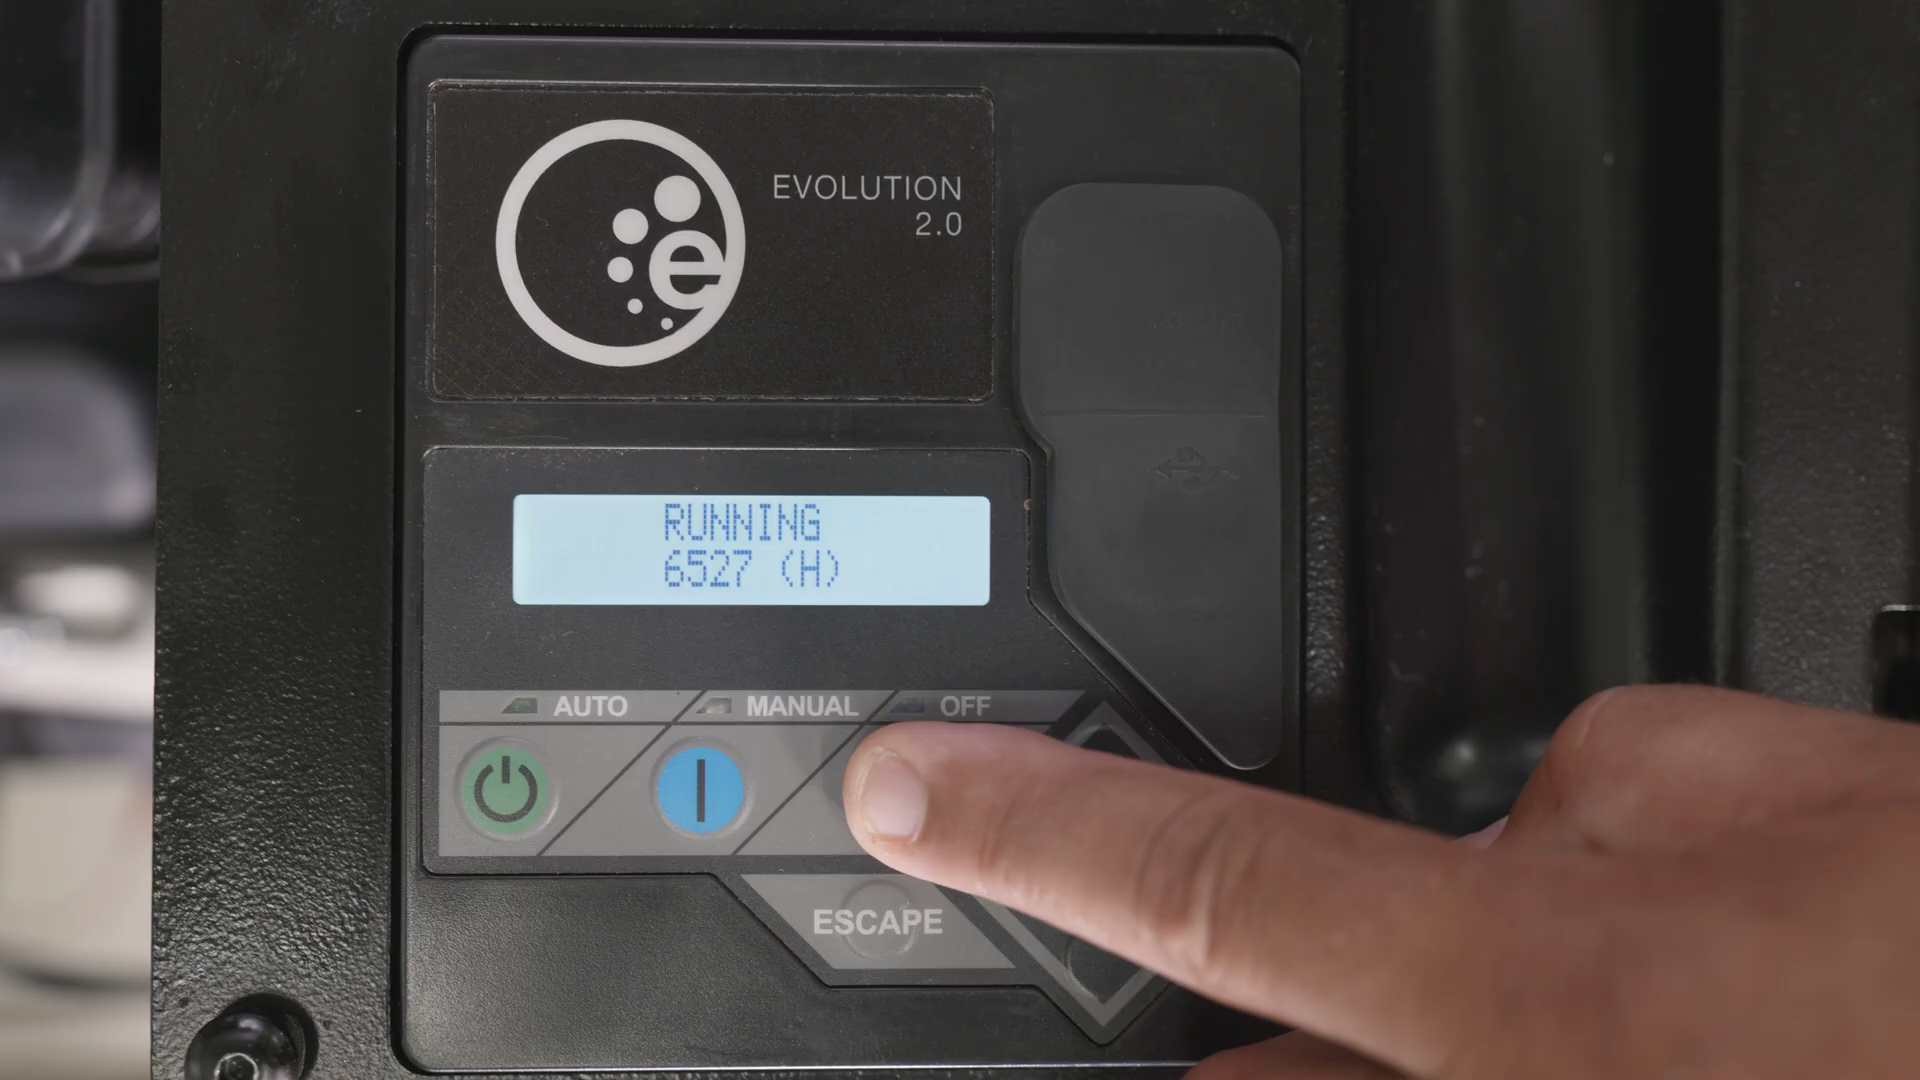 EVOLUTION
2.0
e
RUNNING
6527 (H)
AUTO
MANUAL
OFF
ESCAPE